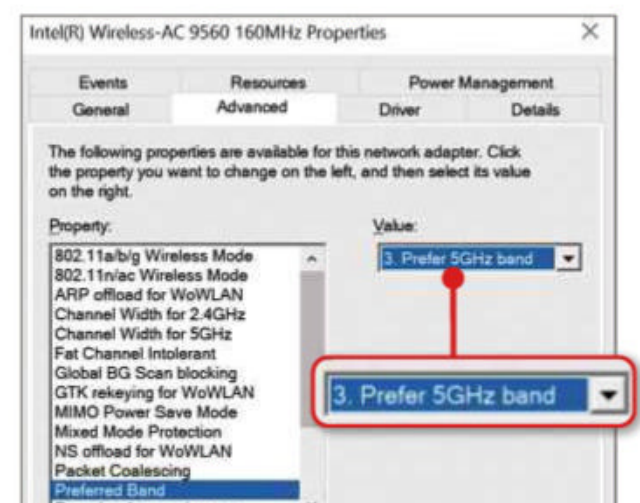 Intel(R) Wireless-AC 9560 160MHz Properties
Events Resources Power Management
General Advanced Driver Details
The following properties are available for this network adapter. Click
the property you want to change on the left, and then select its value
on the right.
Property:
Value:
802.11a/b/g Wireless Mode
802.11n/ac Wireless Mode
ARP offload for WoWLAN
Channel Width for 2.4GHz
Channel Width for 5GHz
Fat Channel Intolerant
Global BG Scan blocking
GTK rekeying for WoWLAN
MIMO Power Save Mode
Mixed Mode Protection
NS offload for WoWLAN
Packet Coalescing
Preferred Band
3. Prefer 5GHz band
3. Prefer 5GHz band